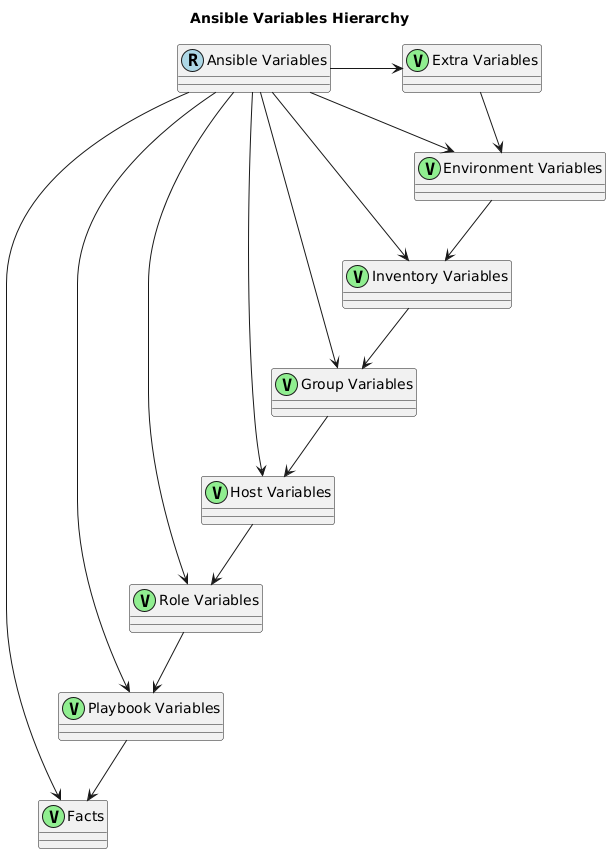 Ansible Variables Hierarchy
R Ansible Variables
V Extra Variables
V Environment Variables
V Inventory Variables
V Group Variables
V Host Variables
V Role Variables
V Playbook Variables
V Facts